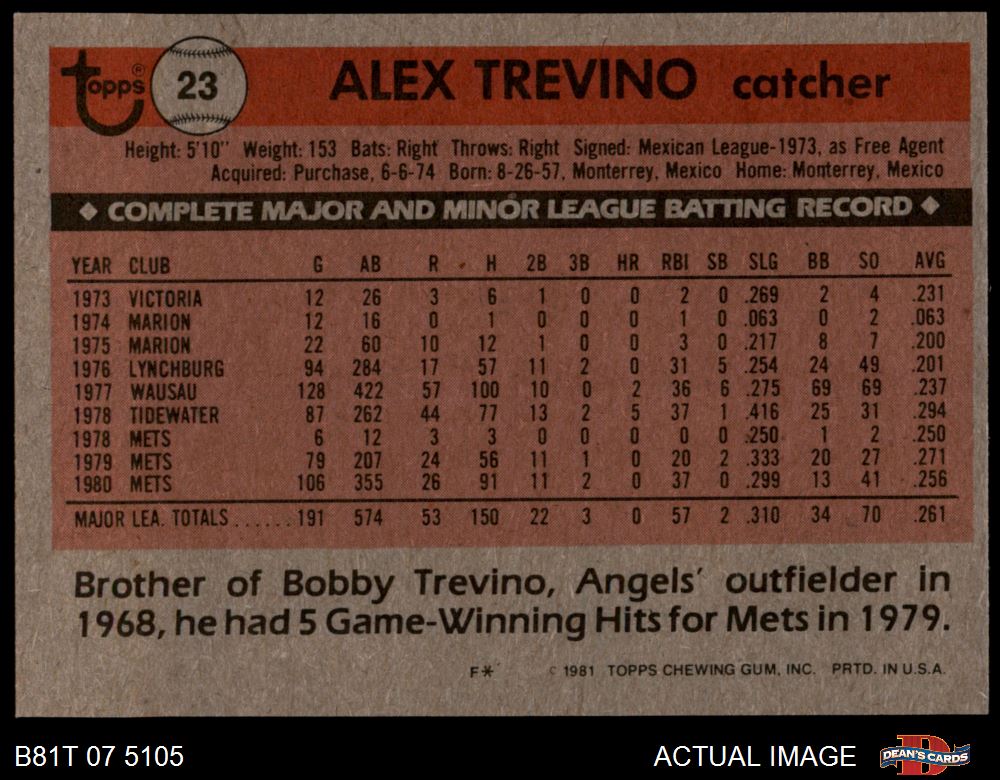 topps® 23 ALEX TREVINO catcher
Height: 5'10" Weight: 153 Bats: Right Throws: Right Signed: Mexican League-1973, as Free Agent
Acquired: Purchase, 6-6-74 Born: 8-26-57, Monterrey, Mexico Home: Monterrey, Mexico
◆ COMPLETE MAJOR AND MINOR LEAGUE BATTING RECORD ◆
YEAR CLUB G AB R H 2B 3B HR RBI SB SLG BB SO AVG
1973 VICTORIA 12 26 3 6 1 0 0 2 0 .269 2 4 .231
1974 MARION 12 16 0 1 0 0 0 1 0 .063 0 2 .063
1975 MARION 22 60 10 12 1 0 0 3 0 .217 8 7 .200
1976 LYNCHBURG 94 284 17 57 11 2 0 31 5 .254 24 49 .201
1977 WAUSAU 128 422 57 100 10 0 2 36 6 .275 69 69 .237
1978 TIDEWATER 87 262 44 77 13 2 5 37 1 .416 25 31 .294
1978 METS 6 12 3 3 0 0 0 0 0 .250 1 2 .250
1979 METS 79 207 24 56 11 1 0 20 2 .333 20 27 .271
1980 METS 106 355 26 91 11 2 0 37 0 .299 13 41 .256
MAJOR LEA. TOTALS......191 574 53 150 22 3 0 57 2 .310 34 70 .261
Brother of Bobby Trevino, Angels' outfielder in
1968, he had 5 Game-Winning Hits for Mets in 1979.
F* © 1981 TOPPS CHEWING GUM, INC. PRTD. IN U.S.A.
B81T 07 5105 ACTUAL IMAGE DEAN'S CARDS